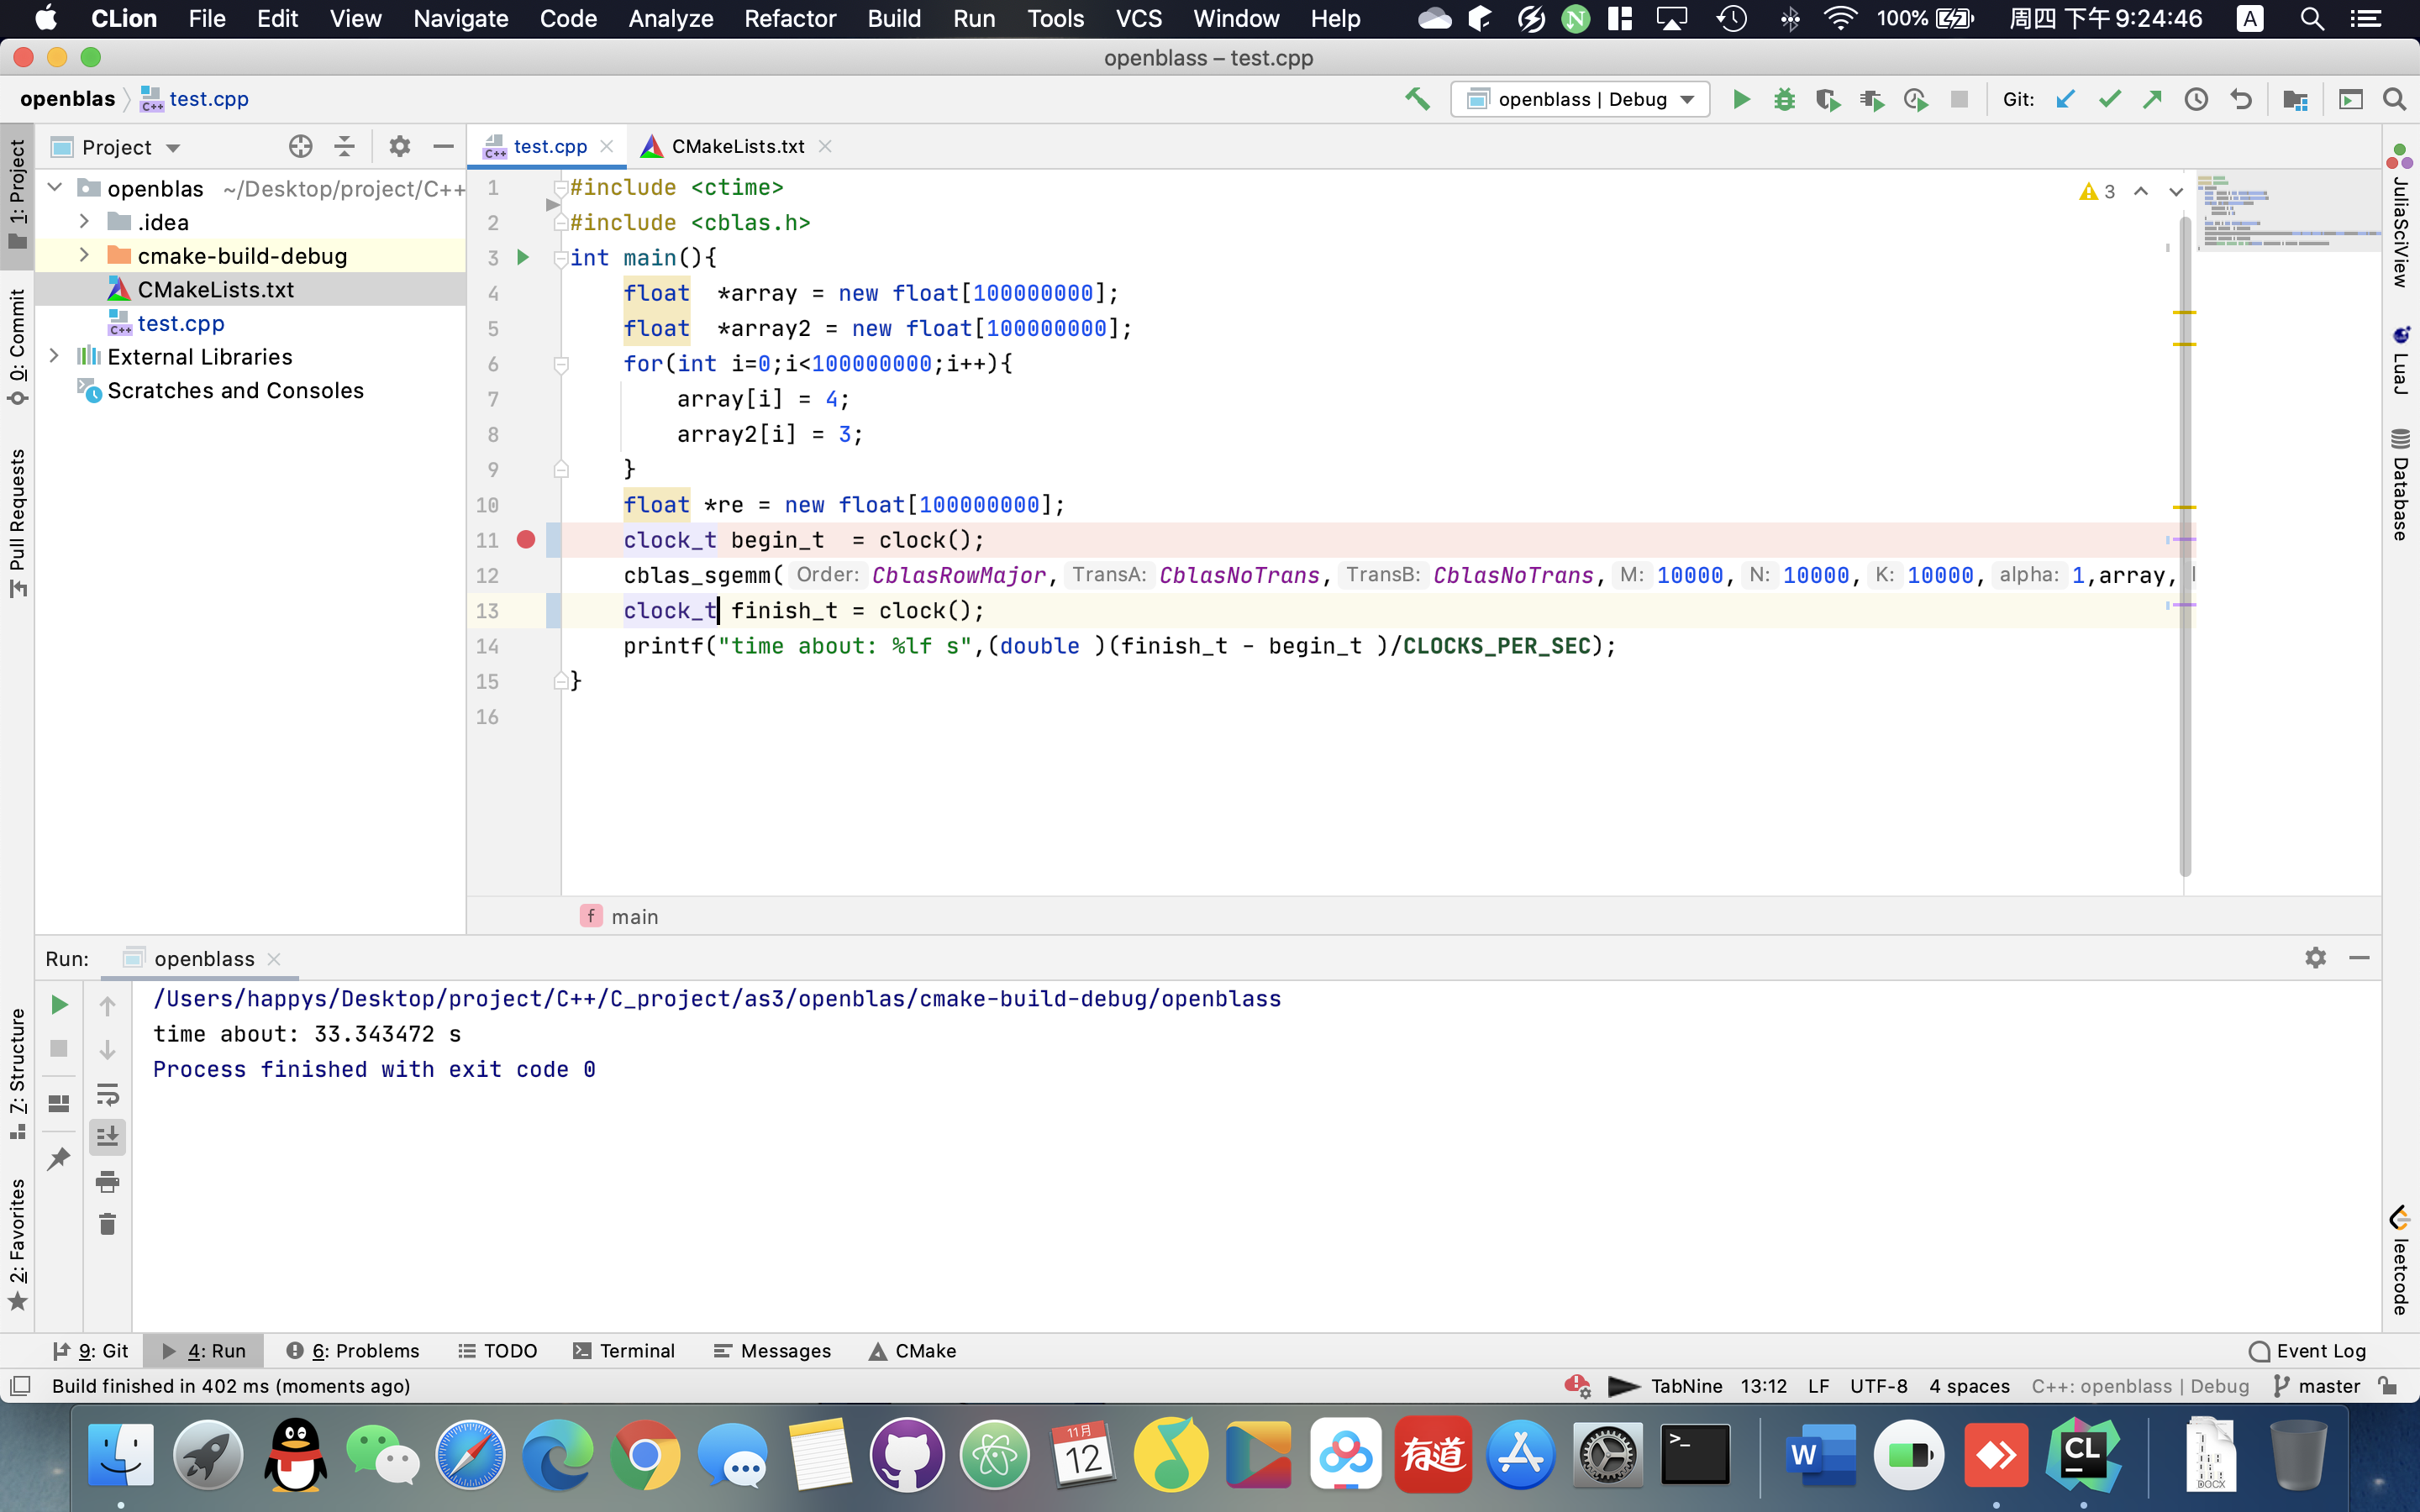 CLion File Edit View Navigate Code Analyze Refactor Build Run Tools VCS Window Help 100% 周四 下午 9:24:46 A
openblass – test.cpp
openblas test.cpp openblass | Debug Git:
Project
test.cpp
CMakeLists.txt
1: Project
0: Commit
Pull Requests
7: Structure
2: Favorites
openblas ~/Desktop/project/C++
.idea
cmake-build-debug
CMakeLists.txt
test.cpp
External Libraries
Scratches and Consoles
3
1 #include <ctime>
2 #include <cblas.h>
3 int main(){
4 float *array = new float[100000000];
5 float *array2 = new float[100000000];
6 for(int i=0;i<100000000;i++){
7 array[i] = 4;
8 array2[i] = 3;
9 }
10 float *re = new float[100000000];
11 clock_t begin_t = clock();
12 cblas_sgemm( Order: CblasRowMajor, TransA: CblasNoTrans, TransB: CblasNoTrans, M: 10000, N: 10000, K: 10000, alpha: 1,array,
13 clock_t finish_t = clock();
14 printf("time about: %lf s",(double )(finish_t - begin_t )/CLOCKS_PER_SEC);
15 }
16
f main
JuliaSciView
LuaJ
Database
leetcode
Run: openblass
/Users/happys/Desktop/project/C++/C_project/as3/openblas/cmake-build-debug/openblass
time about: 33.343472 s
Process finished with exit code 0
9: Git 4: Run 6: Problems TODO Terminal Messages CMake Event Log
Build finished in 402 ms (moments ago) TabNine 13:12 LF UTF-8 4 spaces C++: openblass | Debug master
11月
12
有道
>_
W
CL
DOCX